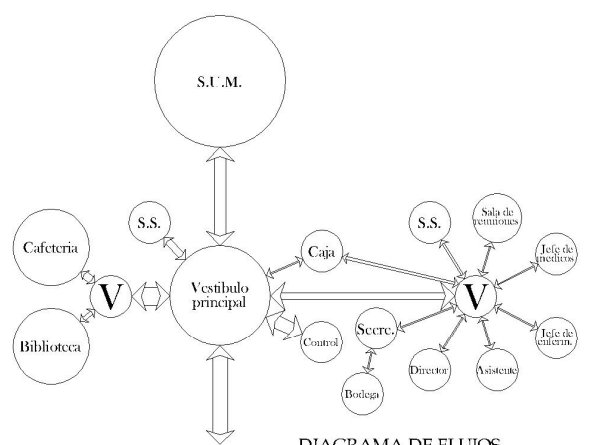 S.U.M.
S.S.
S.S.
Sala de
reuniones
Cafeteria
Caja
Jefe de
medicos
V
Vestibulo
principal
V
Biblioteca
Control
Secre.
Jefe de
enferm.
Director
Asistente
Bodega
DIAGRAMA DE FLUJOS